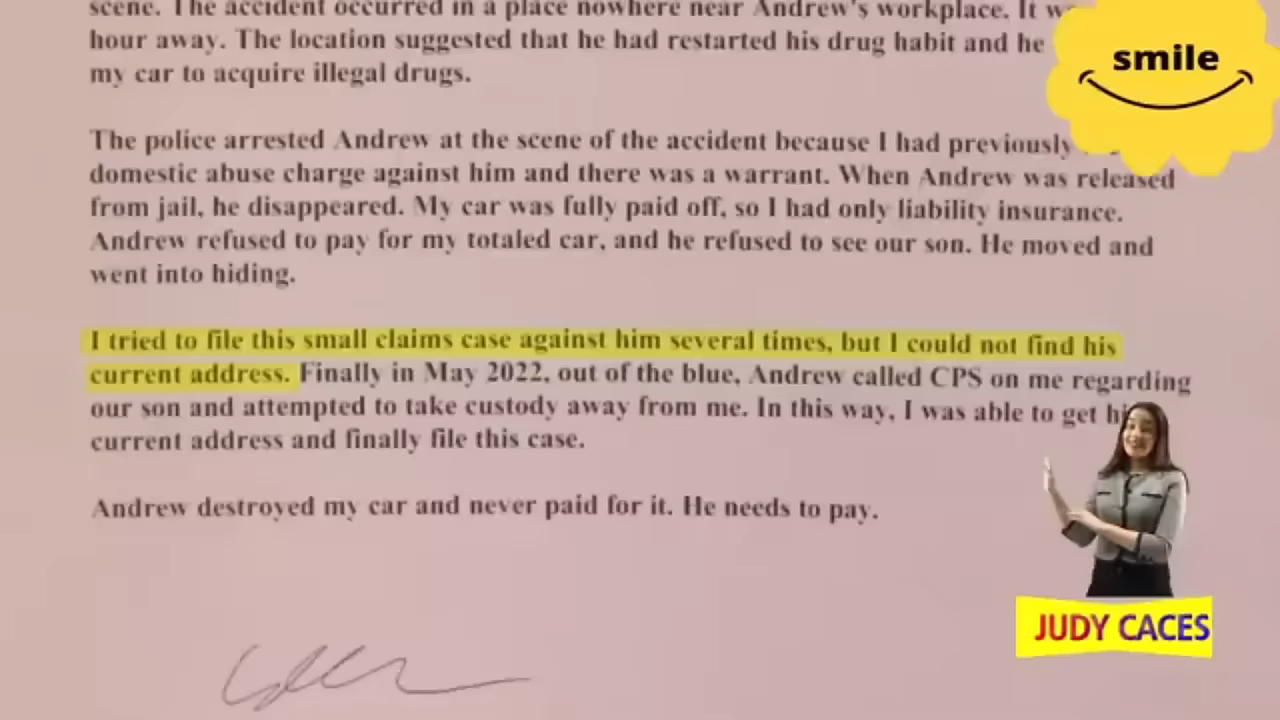 scene. The accident occurred in a place nowhere near Andrew's workplace. It
hour away. The location suggested that he had restarted his drug habit and he
my car to acquire illegal drugs.
smile
The police arrested Andrew at the scene of the accident because I had previously
domestic abuse charge against him and there was a warrant. When Andrew was released
from jail, he disappeared. My car was fully paid off, so I had only liability insurance.
Andrew refused to pay for my totaled car, and he refused to see our son. He moved and
went into hiding.
I tried to file this small claims case against him several times, but I could not find his
current address. Finally in May 2022, out of the blue, Andrew called CPS on me regarding
our son and attempted to take custody away from me. In this way, I was able to get
current address and finally file this case.
Andrew destroyed my car and never paid for it. He needs to pay.
JUDY CACES